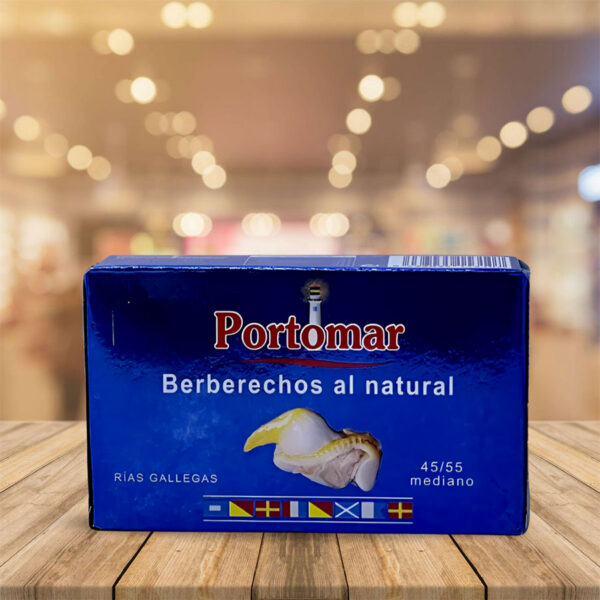 Portomar
Berberechos al natural
RÍAS GALLEGAS
45/55
mediano